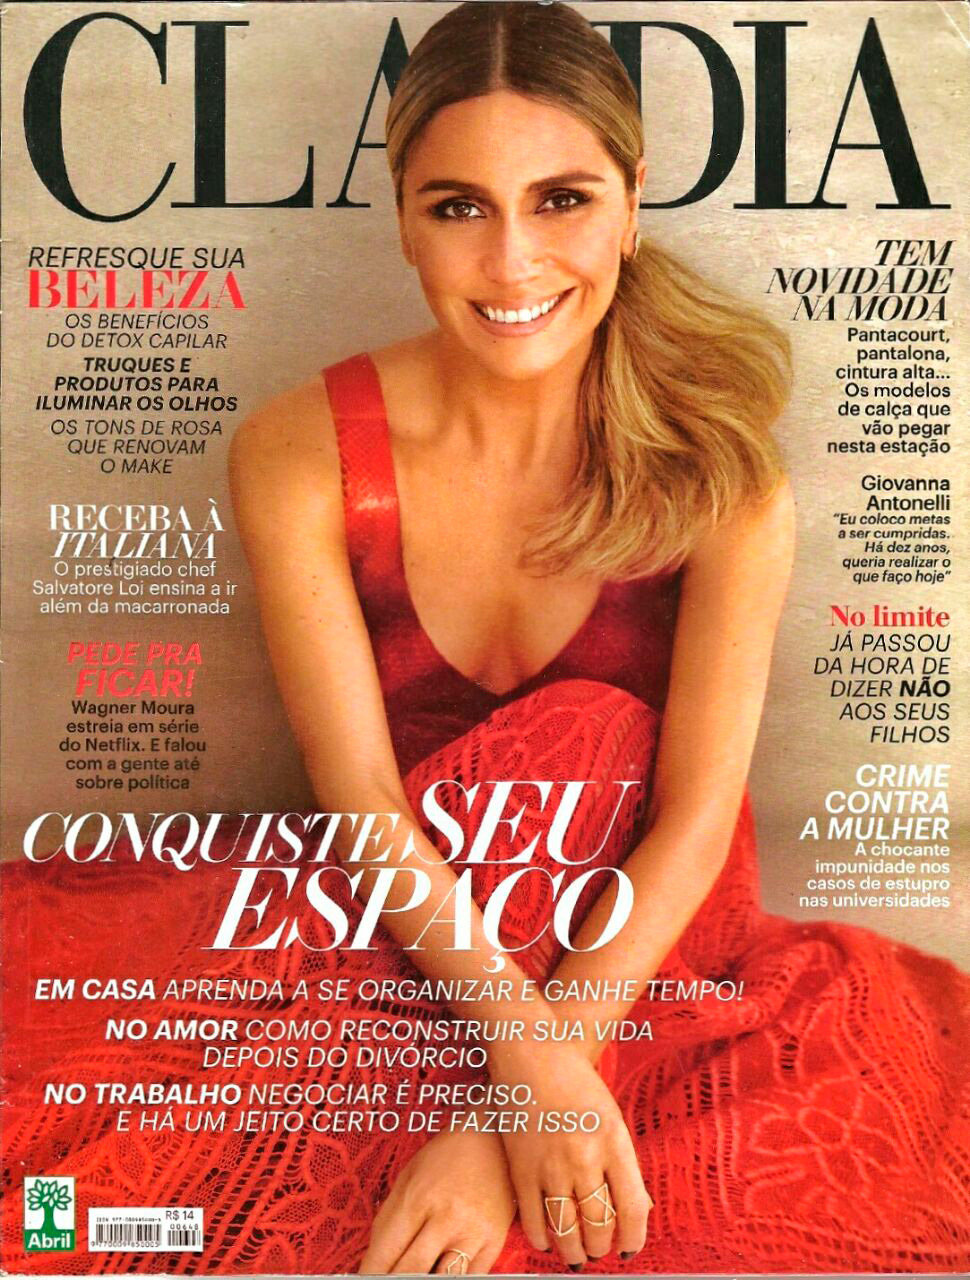 CLAUDIA
REFRESQUE SUA
BELEZA
OS BENEFÍCIOS
DO DETOX CAPILAR
TRUQUES E
PRODUTOS PARA
ILUMINAR OS OLHOS
OS TONS DE ROSA
QUE RENOVAM
O MAKE
RECEBA À
ITALIANA
O prestigiado chef
Salvatore Loi ensina a ir
além da macarronada
PEDE PRA
FICAR!
Wagner Moura
estreia em série
do Netflix. E falou
com a gente até
sobre política
TEM
NOVIDADE
NA MODA
Pantacourt,
pantalona,
cintura alta...
Os modelos
de calça que
vão pegar
nesta estação
Giovanna
Antonelli
“Eu coloco metas
a ser cumpridas.
Há dez anos,
queria realizar o
que faço hoje”
No limite
JÁ PASSOU
DA HORA DE
DIZER NÃO
AOS SEUS
FILHOS
CRIME
CONTRA
A MULHER
A chocante
impunidade nos
casos de estupro
nas universidades
CONQUISTE SEU
ESPAÇO
EM CASA APRENDA A SE ORGANIZAR E GANHE TEMPO!
NO AMOR COMO RECONSTRUIR SUA VIDA
DEPOIS DO DIVÓRCIO
NO TRABALHO NEGOCIAR É PRECISO.
E HÁ UM JEITO CERTO DE FAZER ISSO
Abril
R$ 14
00648
9 770009 850005